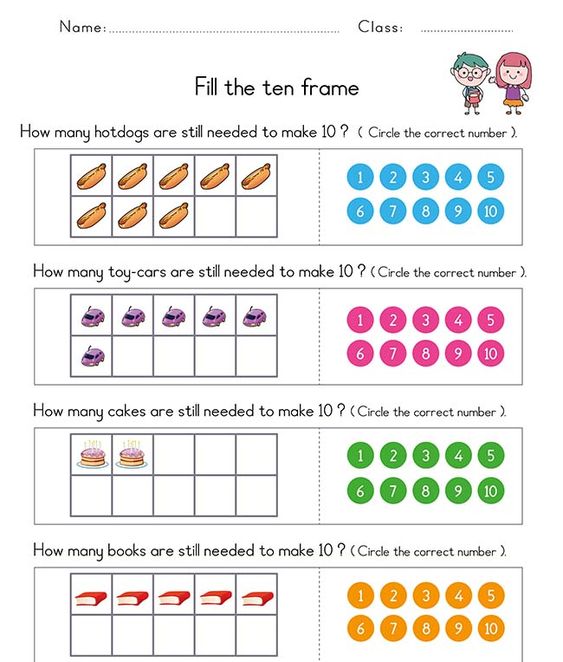 Name: Class:
Fill the ten frame
How many hotdogs are still needed to make 10 ? ( Circle the correct number ).
1 2 3 4 5
6 7 8 9 10
How many toy-cars are still needed to make 10 ? ( Circle the correct number ).
1 2 3 4 5
6 7 8 9 10
How many cakes are still needed to make 10 ? ( Circle the correct number ).
1 2 3 4 5
6 7 8 9 10
How many books are still needed to make 10 ? ( Circle the correct number ).
1 2 3 4 5
6 7 8 9 10